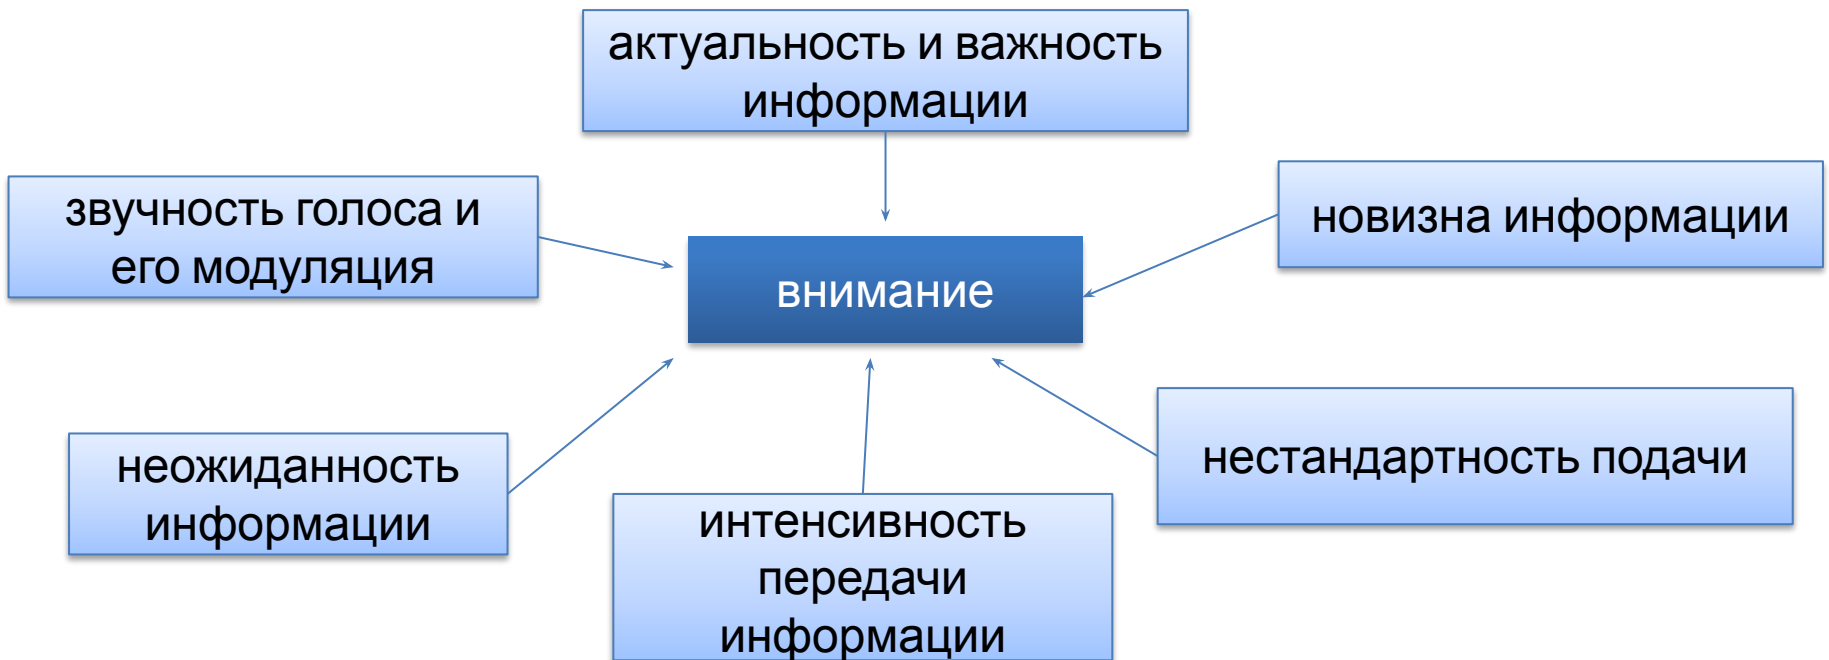 актуальность и важность
информации
звучность голоса и
его модуляция
новизна информации
внимание
неожиданность
информации
интенсивность
передачи
информации
нестандартность подачи